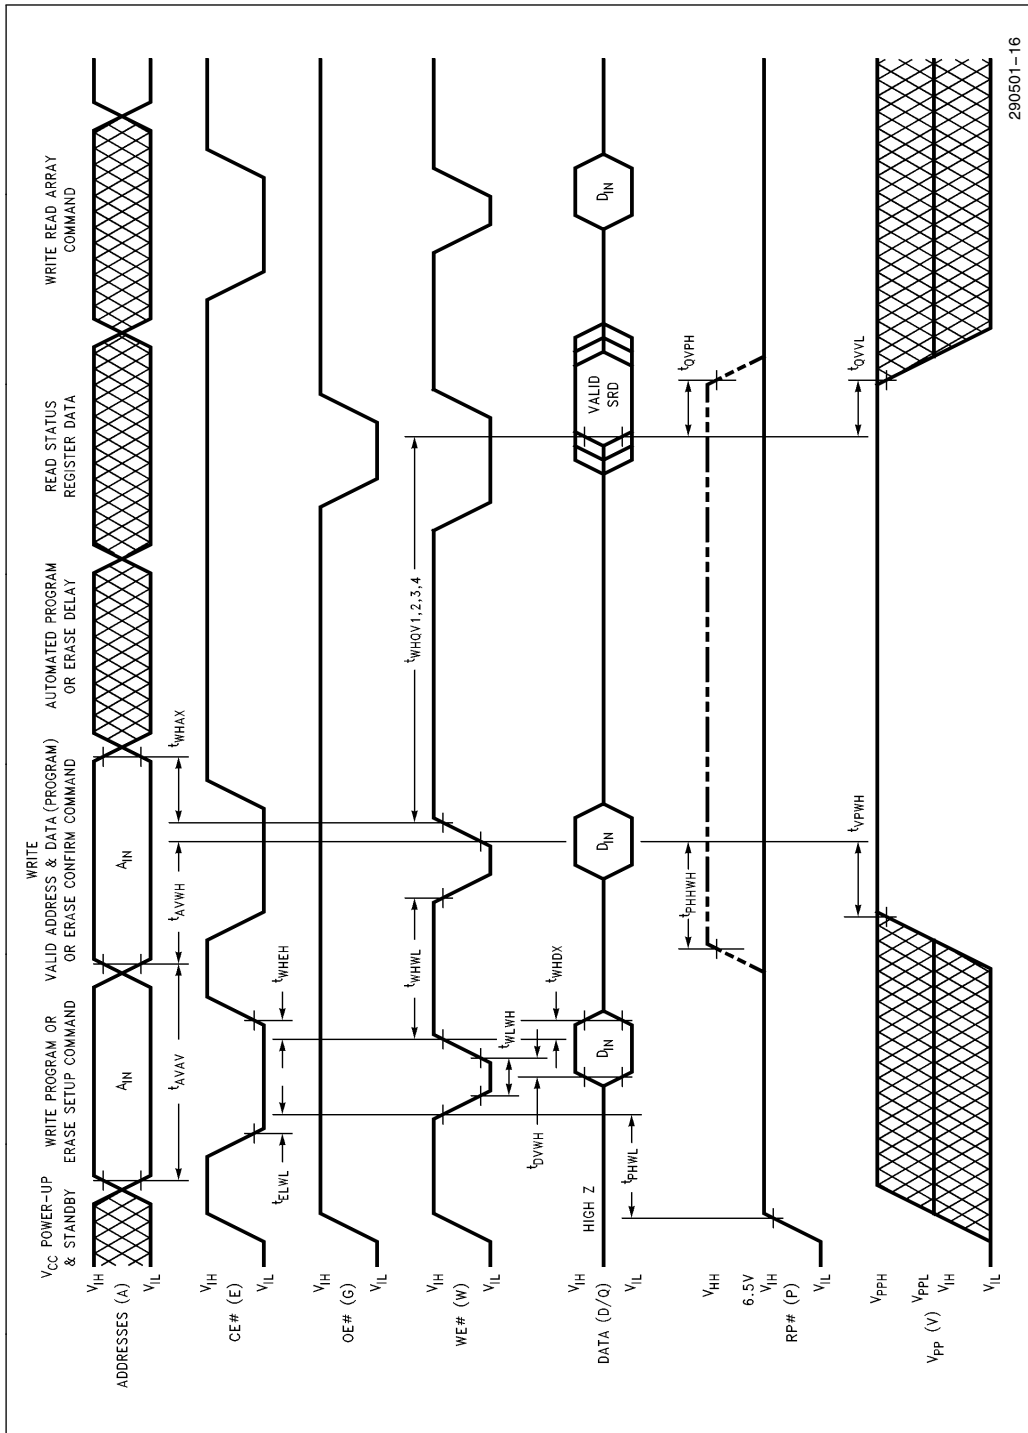 V_CC POWER-UP
& STANDBY
WRITE PROGRAM OR
ERASE SETUP COMMAND
WRITE
VALID ADDRESS & DATA (PROGRAM)
OR ERASE CONFIRM COMMAND
AUTOMATED PROGRAM
OR ERASE DELAY
READ STATUS
REGISTER DATA
WRITE READ ARRAY
COMMAND
V_IH
ADDRESSES (A)
V_IL
A_IN
A_IN
t_AVAV
t_AVWH
t_WHAX
V_IH
CE# (E)
V_IL
t_ELWL
t_WHEH
V_IH
OE# (G)
V_IL
t_WHWL
t_WHQV1,2,3,4
V_IH
WE# (W)
V_IL
t_WLWH
t_DVWH
t_WHDX
V_IH
DATA (D/Q)
V_IL
HIGH Z
D_IN
D_IN
VALID
SRD
D_IN
t_PHWL
t_PHHWH
t_QVPH
V_HH
6.5V
V_IH
RP# (P)
V_IL
t_VPWH
t_QVVL
V_PPH
V_PPL
V_IH
V_PP (V)
V_IL
290501-16